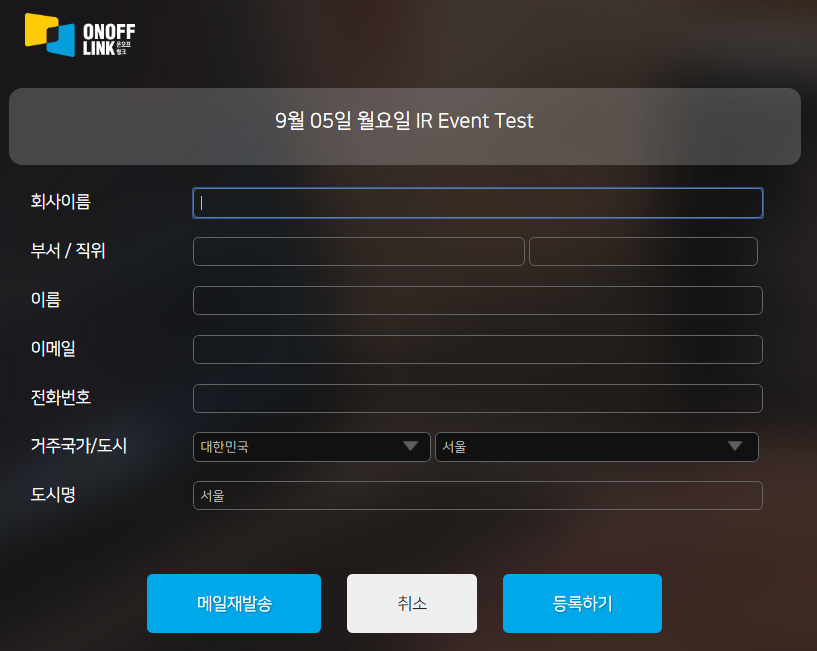 ONOFF
LINK 온오프
링크
9월 05일 월요일 IR Event Test
회사이름
부서 / 직위
이름
이메일
전화번호
거주국가/도시 대한민국 서울
도시명 서울
메일재발송 취소 등록하기